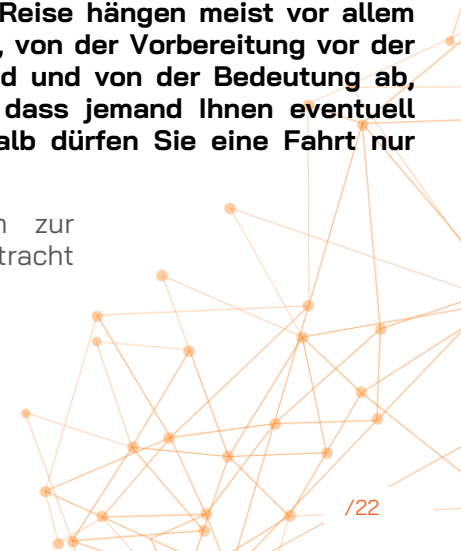 Reise hängen meist vor allem
, von der Vorbereitung vor der
d und von der Bedeutung ab,
dass jemand Ihnen eventuell
alb dürfen Sie eine Fahrt nur
n zur
tracht
/22